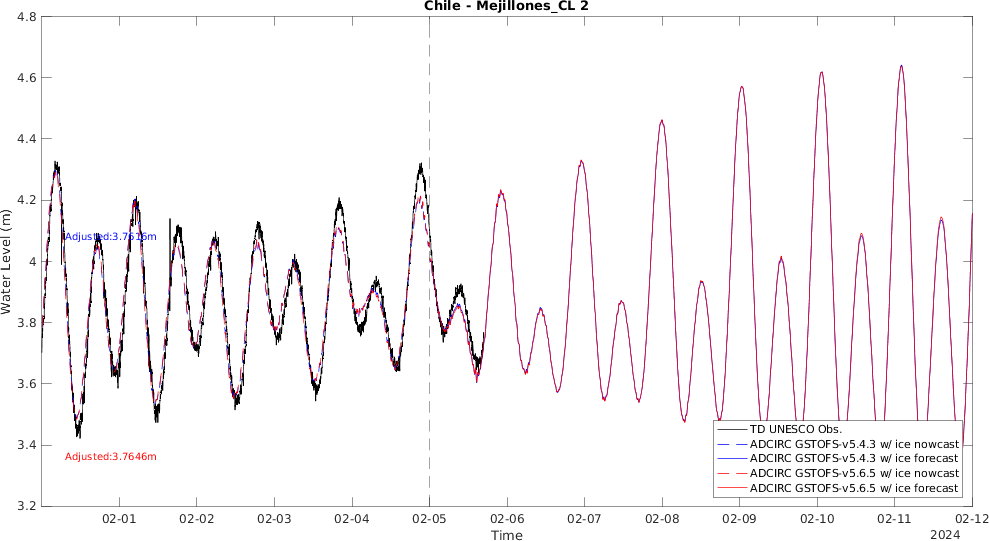 Chile - Mejillones_CL 2
4.8
4.6
4.4
4.2
4
3.8
3.6
3.4
3.2
Water Level (m)
Adjusted:3.7616m
Adjusted:3.7646m
TD UNESCO Obs.
ADCIRC GSTOFS-v5.4.3 w/ ice nowcast
ADCIRC GSTOFS-v5.4.3 w/ ice forecast
ADCIRC GSTOFS-v5.6.5 w/ ice nowcast
ADCIRC GSTOFS-v5.6.5 w/ ice forecast
02-01 02-02 02-03 02-04 02-05 02-06 02-07 02-08 02-09 02-10 02-11 02-12
Time
2024